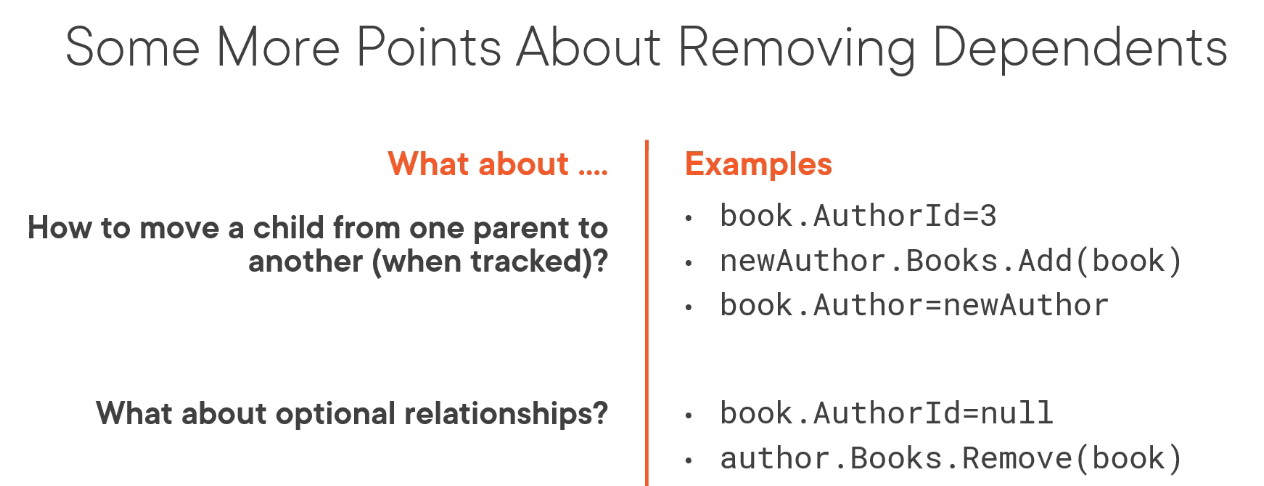 Some More Points About Removing Dependents
What about ....
How to move a child from one parent to
another (when tracked)?
What about optional relationships?
Examples
• book.AuthorId=3
• newAuthor.Books.Add(book)
• book.Author=newAuthor
• book.AuthorId=null
• author.Books.Remove(book)